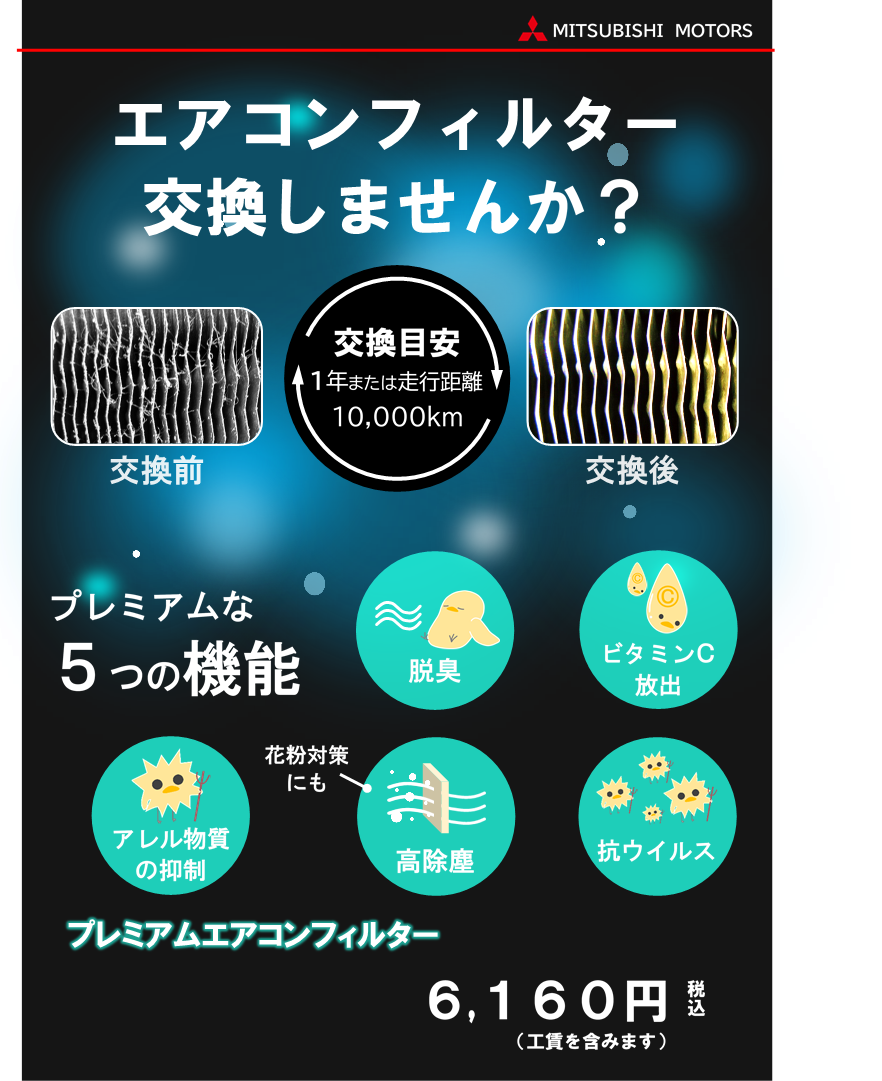 MITSUBISHI MOTORS
エアコンフィルター
交換しませんか？
交換目安
1年または走行距離
10,000km
交換前
交換後
プレミアムな
5つの機能
脱臭
C
C
ビタミンC
放出
アレル物質
の抑制
花粉対策
にも
高除塵
抗ウイルス
プレミアムエアコンフィルター
６,１６０円 税込
（工賃を含みます）